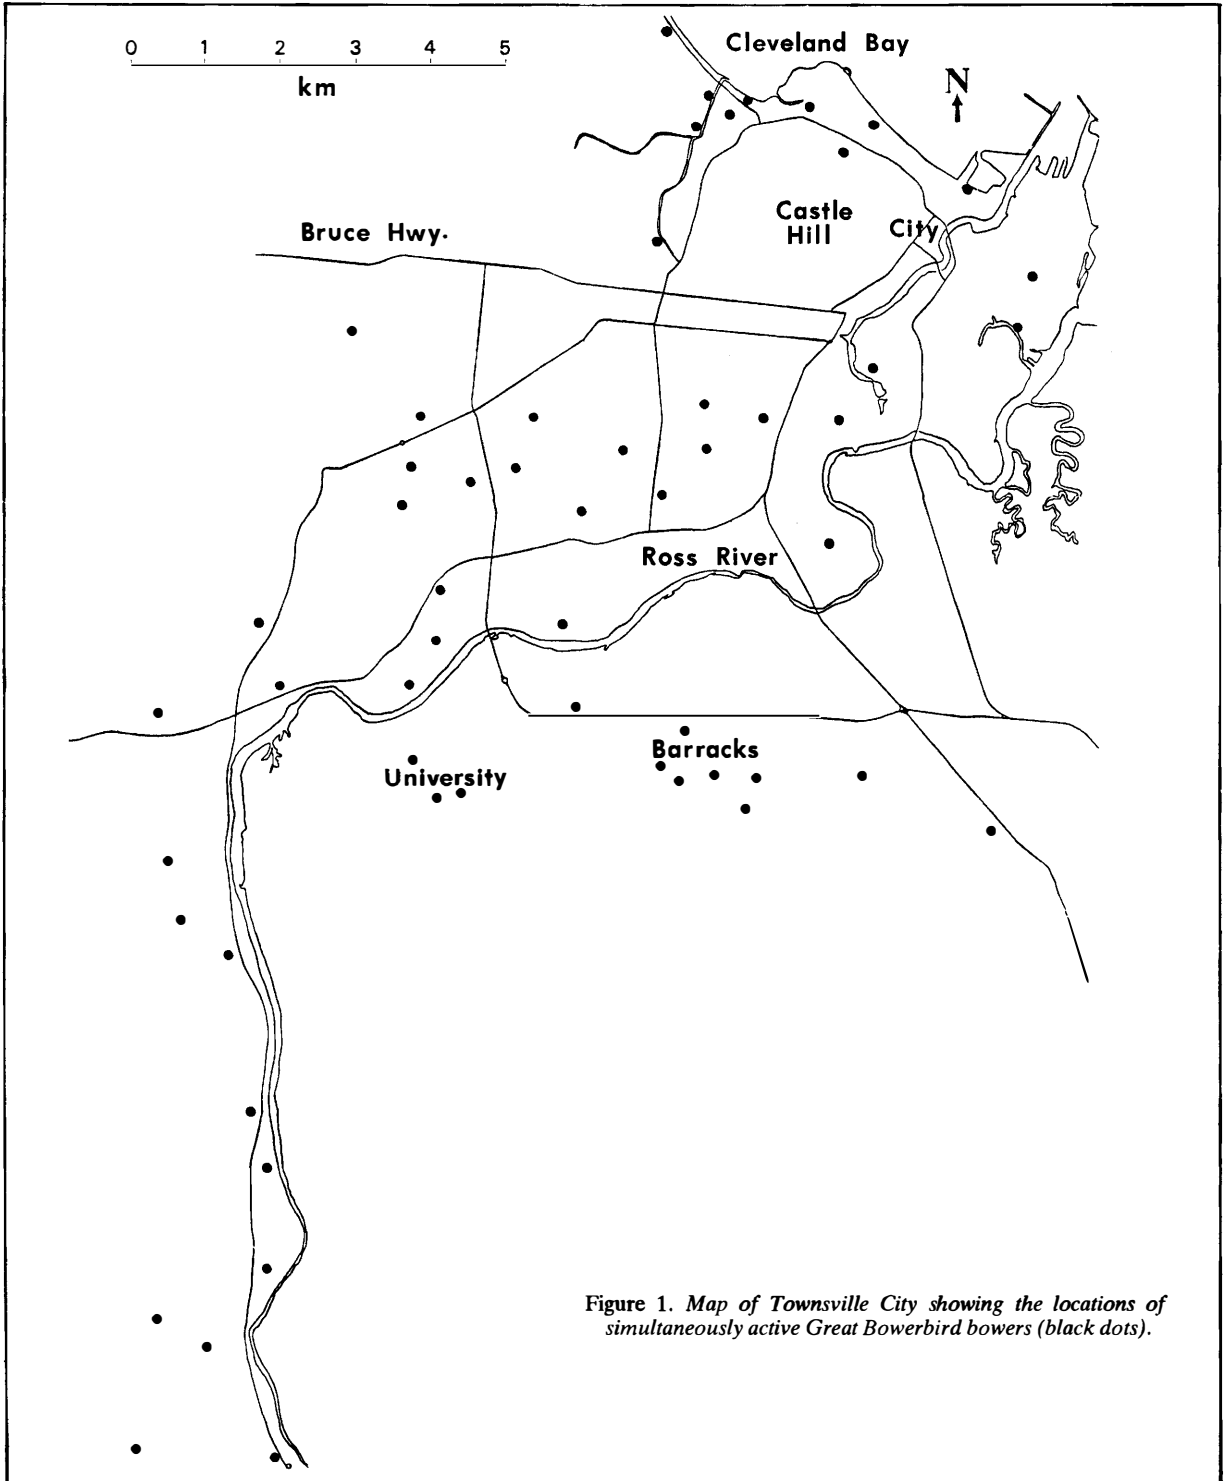 0 1 2 3 4 5
km
Cleveland Bay
N
Castle
Hill
City
Bruce Hwy.
Ross River
Barracks
University
Figure 1. Map of Townsville City showing the locations of
simultaneously active Great Bowerbird bowers (black dots).